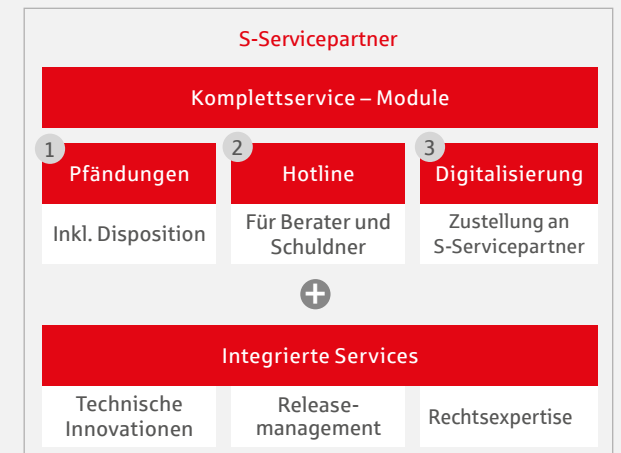 S-Servicepartner
Komplettservice – Module
1
Pfändungen
Inkl. Disposition
2
Hotline
Für Berater und
Schuldner
3
Digitalisierung
Zustellung an
S-Servicepartner
+
Integrierte Services
Technische
Innovationen
Release-
management
Rechtsexpertise